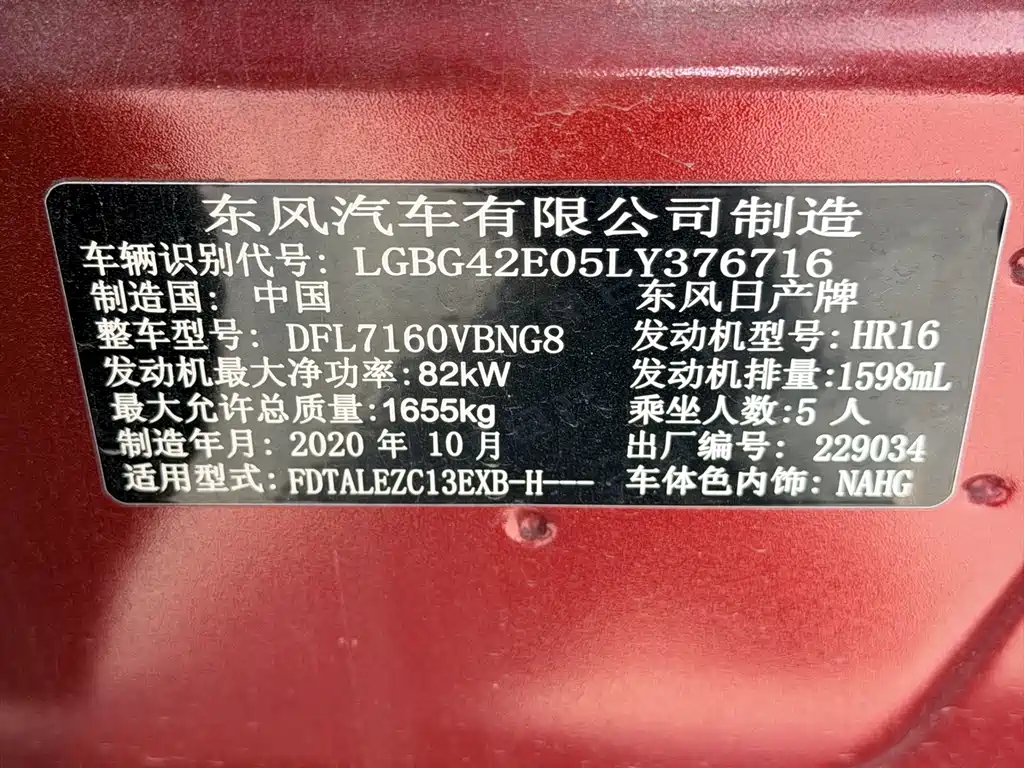 东风汽车有限公司制造
车辆识别代号: LGBG42E05LY376716
制造国: 中国 东风日产牌
整车型号: DFL7160VBNG8 发动机型号: HR16
发动机最大净功率: 82kW 发动机排量: 1598mL
最大允许总质量: 1655kg 乘坐人数: 5 人
制造年月: 2020 年 10 月 出厂编号: 229034
适用型式: FDTALEZC13EXB-H--- 车体色内饰: NAHG